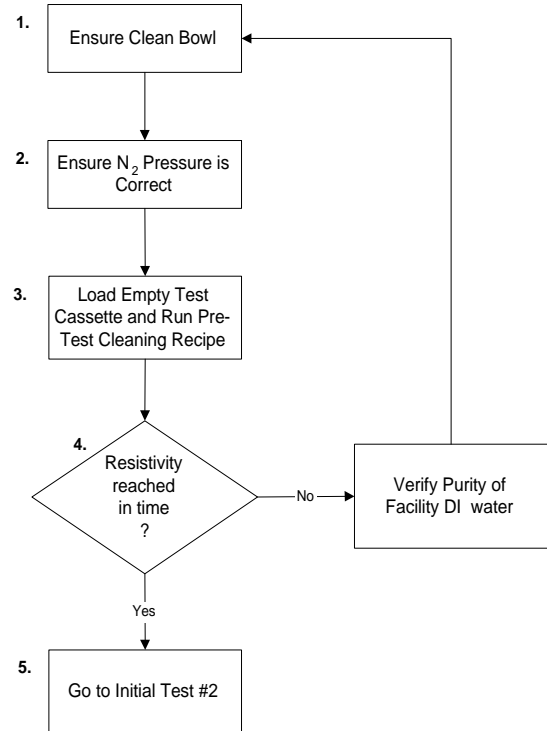 1.
Ensure Clean Bowl
2.
Ensure N2 Pressure is
Correct
3.
Load Empty Test
Cassette and Run Pre-
Test Cleaning Recipe
4.
Resistivity
reached
in time
?
No
Verify Purity of
Facility DI water
Yes
5.
Go to Initial Test #2